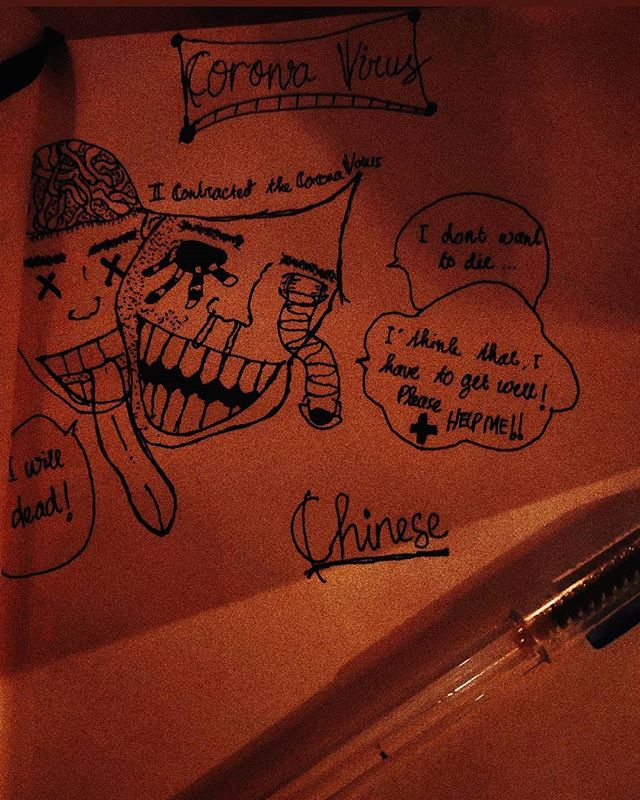 Corona Virus
I Contracted the Corona Virus
I dont want
to die ...
I' think that, I
have to get well!
Please HELP ME!!
I will
dead!
Chinese